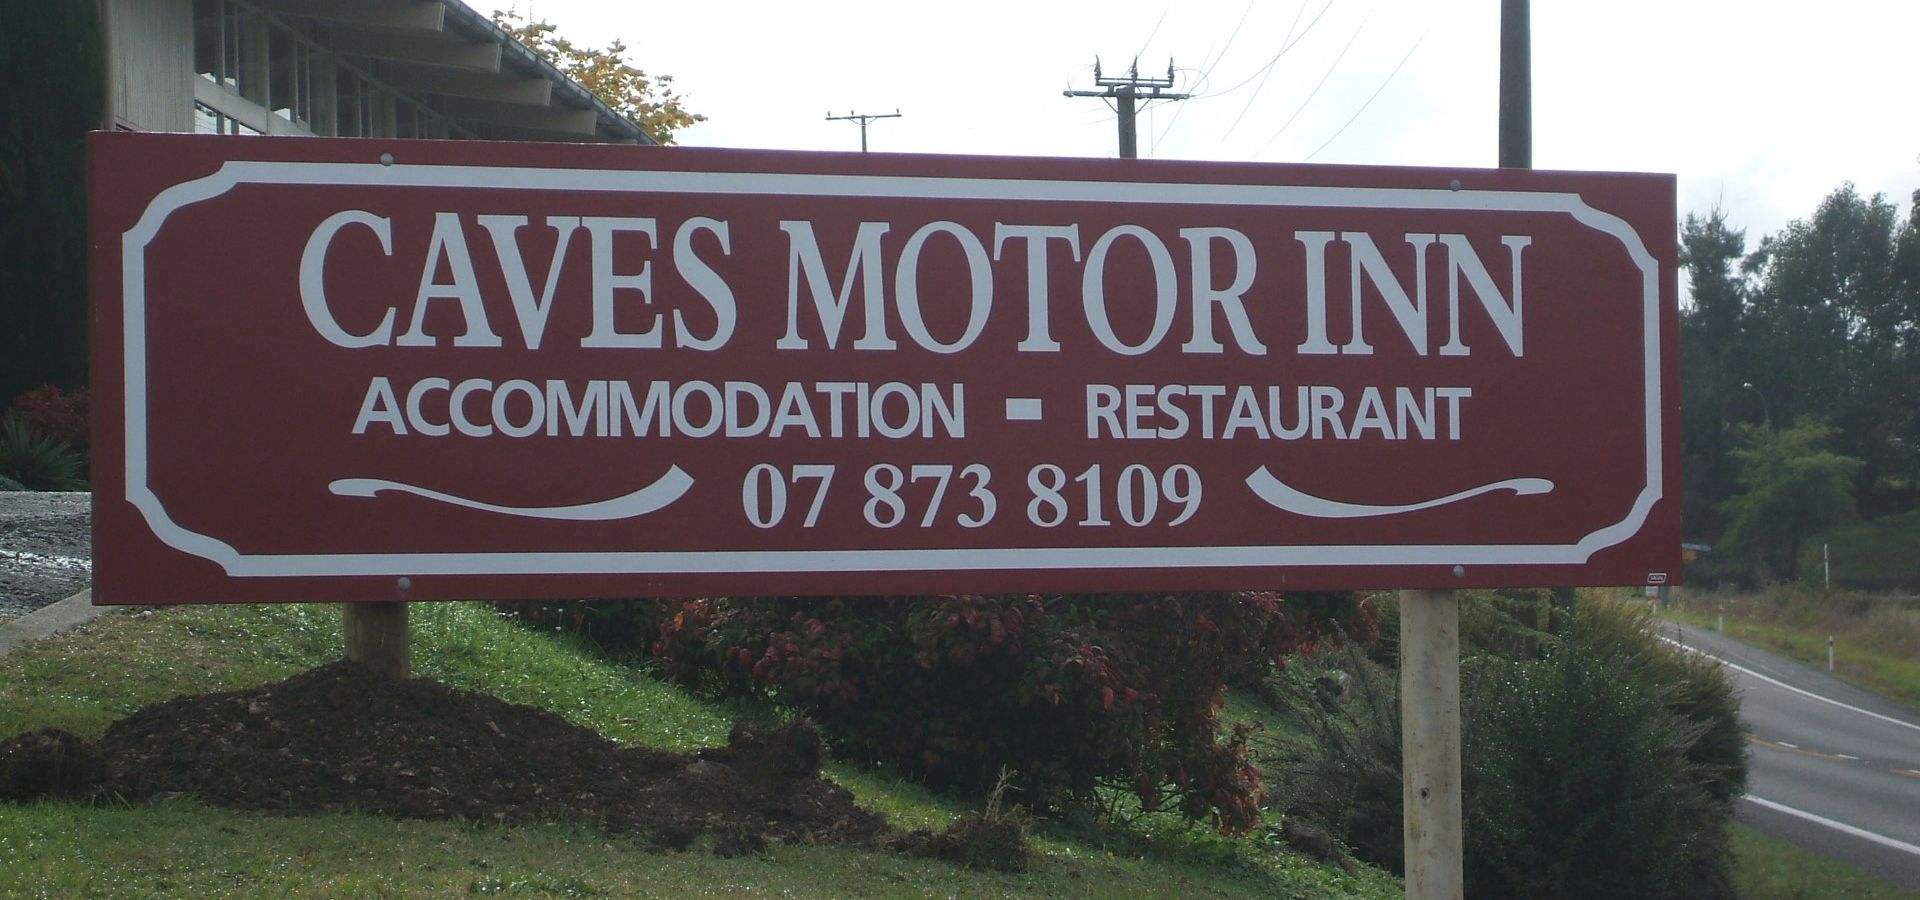 CAVES MOTOR INN
ACCOMMODATION - RESTAURANT
07 873 8109